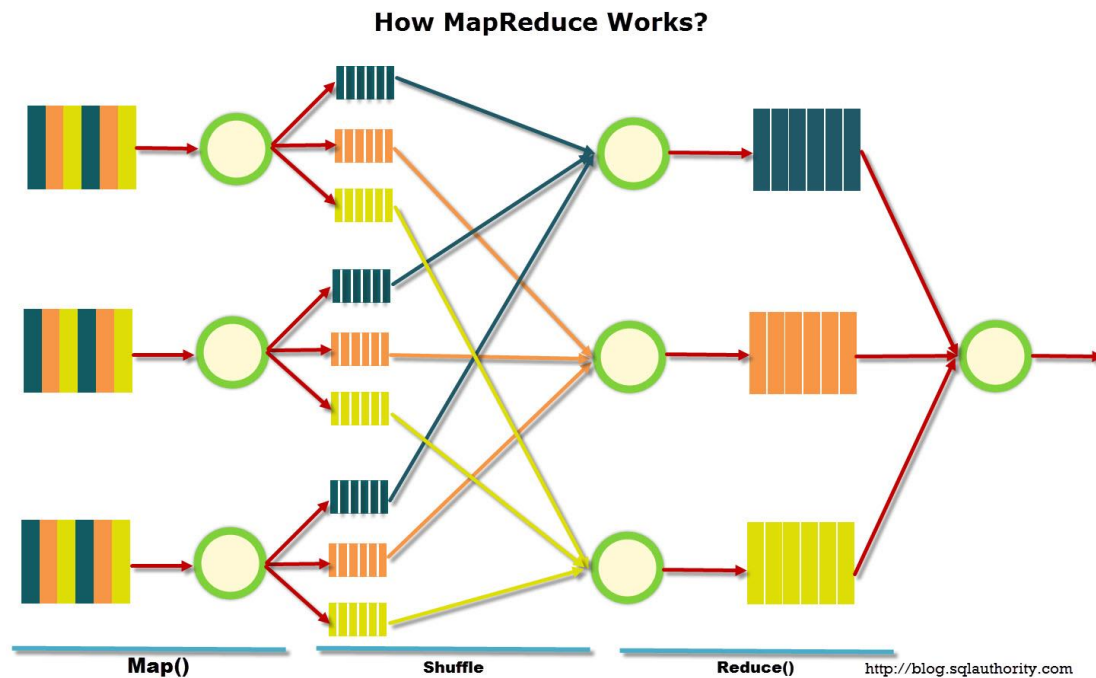 How MapReduce Works?
Map()
Shuffle
Reduce()
http://blog.sqlauthority.com